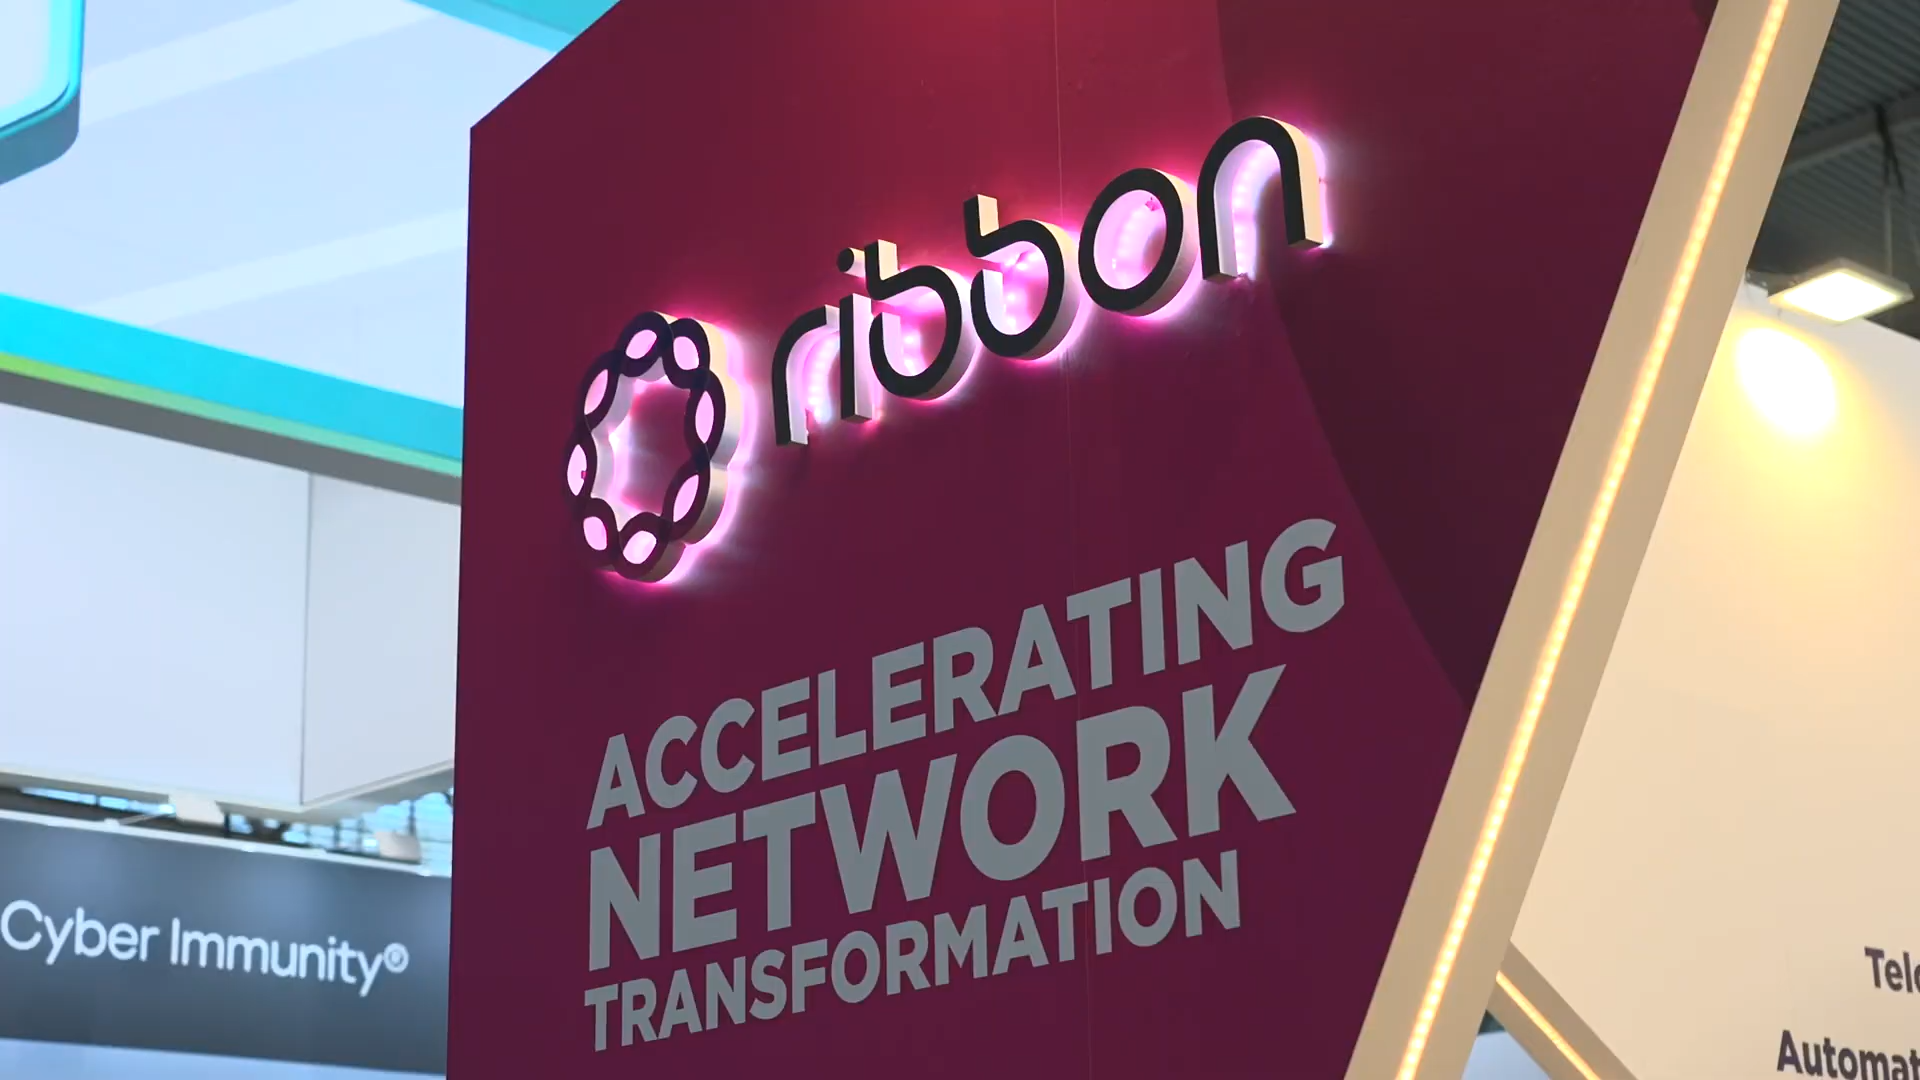 ribbon
ACCELERATING
NETWORK
TRANSFORMATION
Cyber Immunity®